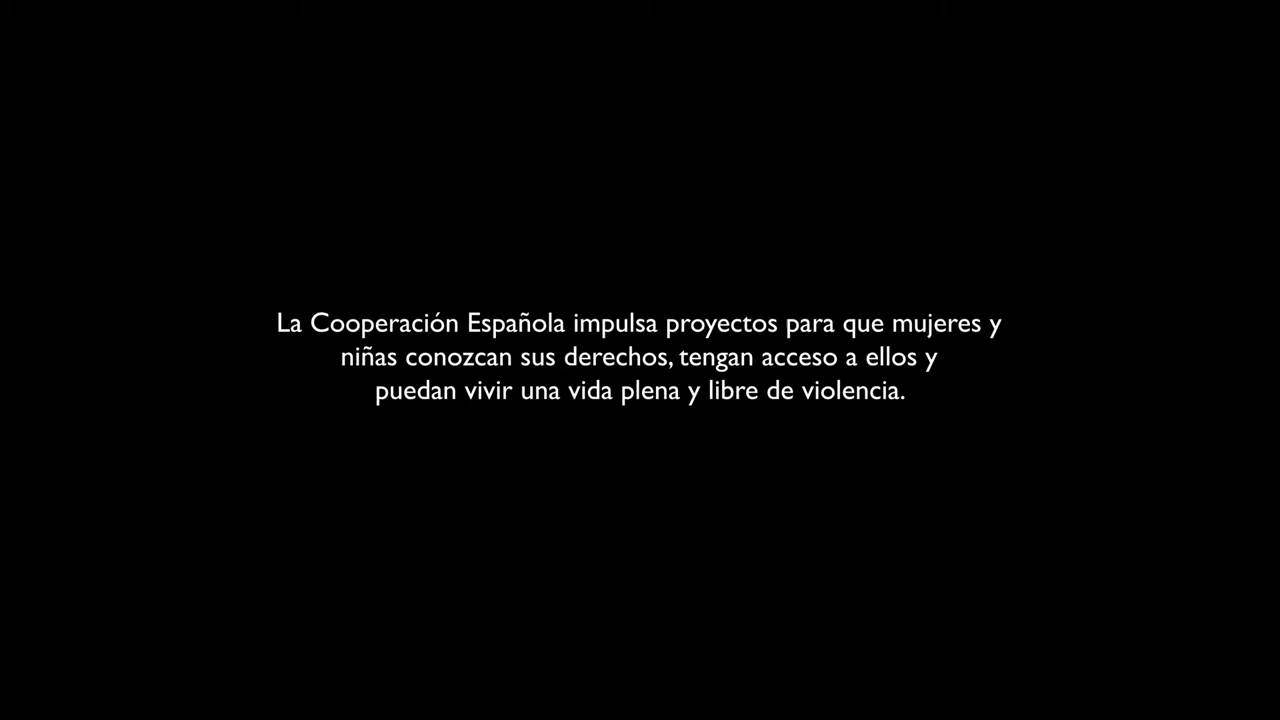 La Cooperación Española impulsa proyectos para que mujeres y
niñas conozcan sus derechos, tengan acceso a ellos y
puedan vivir una vida plena y libre de violencia.